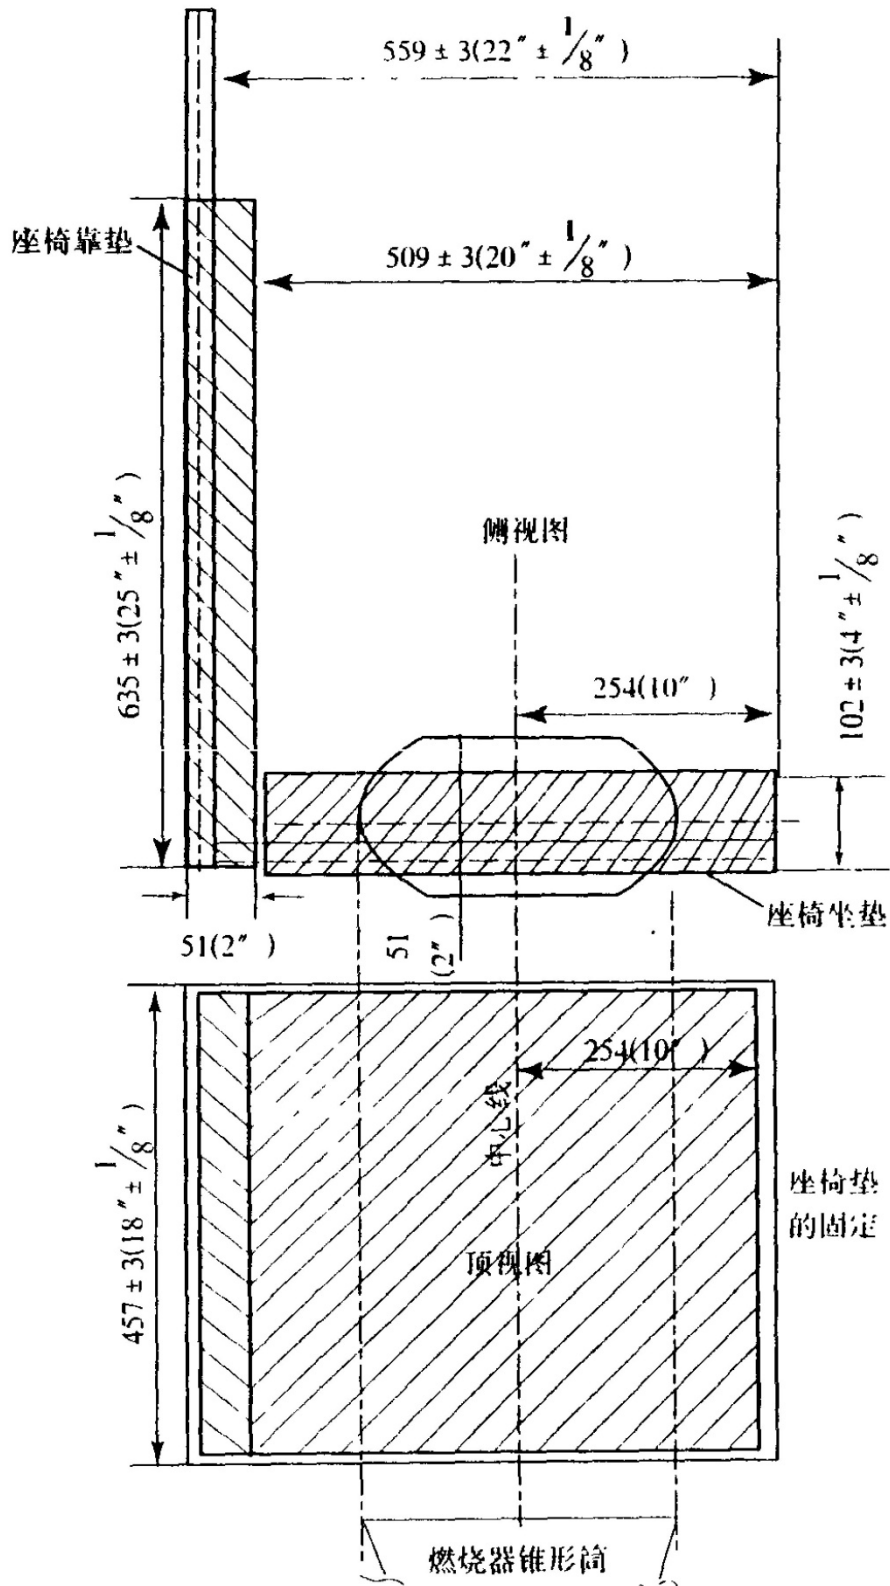 559 ± 3(22″ ± 1/8″)
座椅靠垫
509 ± 3(20″ ± 1/8″)
侧视图
635 ± 3(25″ ± 1/8″)
102 ± 3(4″ ± 1/8″)
254(10″)
座椅坐垫
51(2″)
51
(2″)
254(10″)
中心线
457 ± 3(18″ ± 1/8″)
座椅垫
的固定
顶视图
燃烧器锥形筒